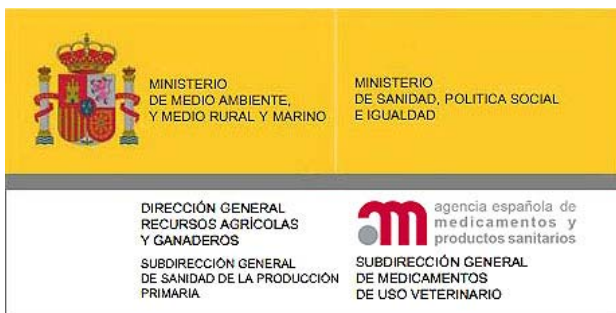 MINISTERIO
DE MEDIO AMBIENTE,
Y MEDIO RURAL Y MARINO
MINISTERIO
DE SANIDAD, POLITICA SOCIAL
E IGUALDAD
DIRECCIÓN GENERAL
RECURSOS AGRÍCOLAS
Y GANADEROS
SUBDIRECCIÓN GENERAL
DE SANIDAD DE LA PRODUCCIÓN
PRIMARIA
am
agencia española de
medicamentos y
productos sanitarios
SUBDIRECCIÓN GENERAL
DE MEDICAMENTOS
DE USO VETERINARIO